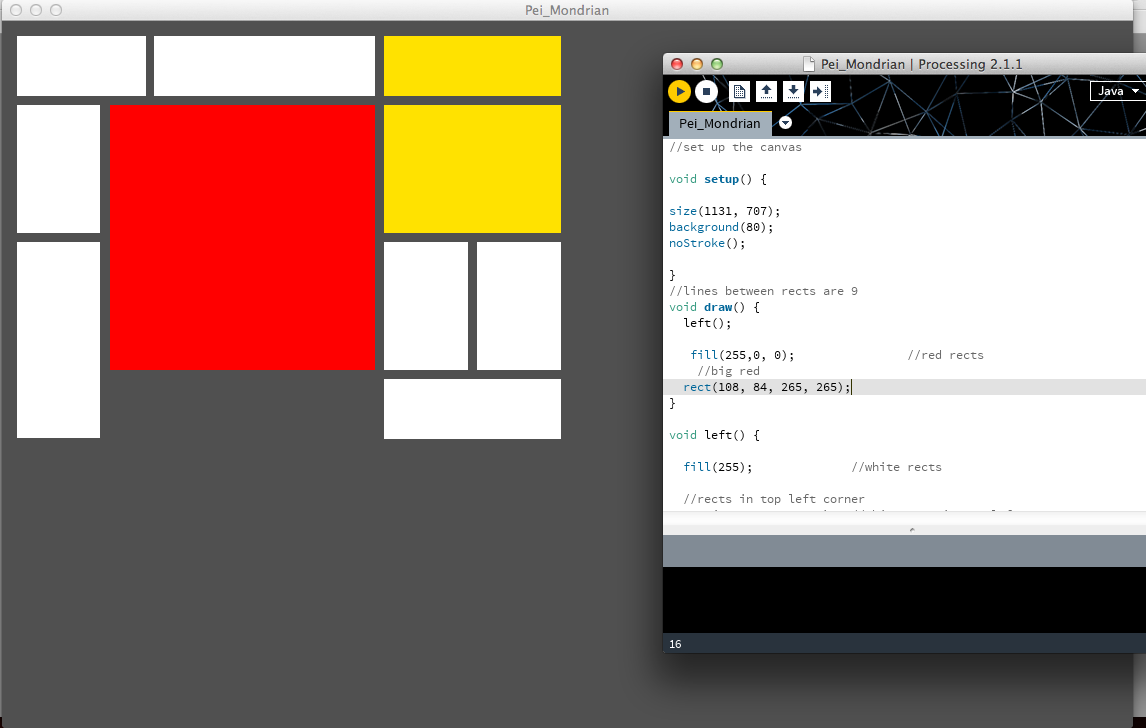 Pei_Mondrian
Pei_Mondrian | Processing 2.1.1
Java
Pei_Mondrian
//set up the canvas
void setup() {
size(1131, 707);
background(80);
noStroke();
}
//lines between rects are 9
void draw() {
left();
fill(255,0, 0); //red rects
//big red
rect(108, 84, 265, 265);
}
void left() {
fill(255); //white rects
//rects in top left corner
16